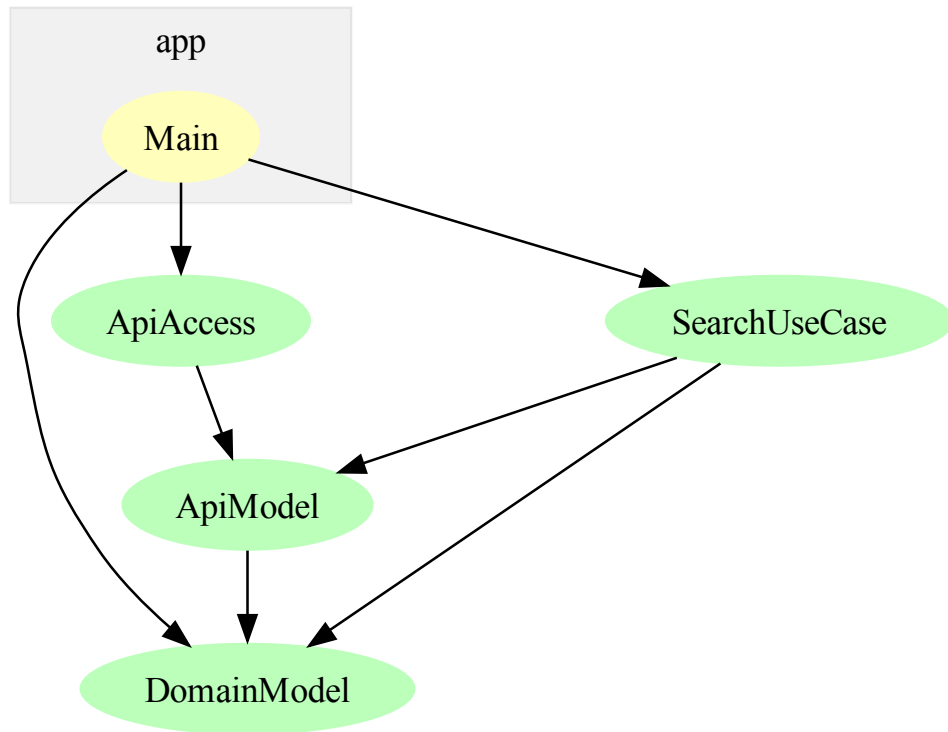 app
Main
ApiAccess
SearchUseCase
ApiModel
DomainModel